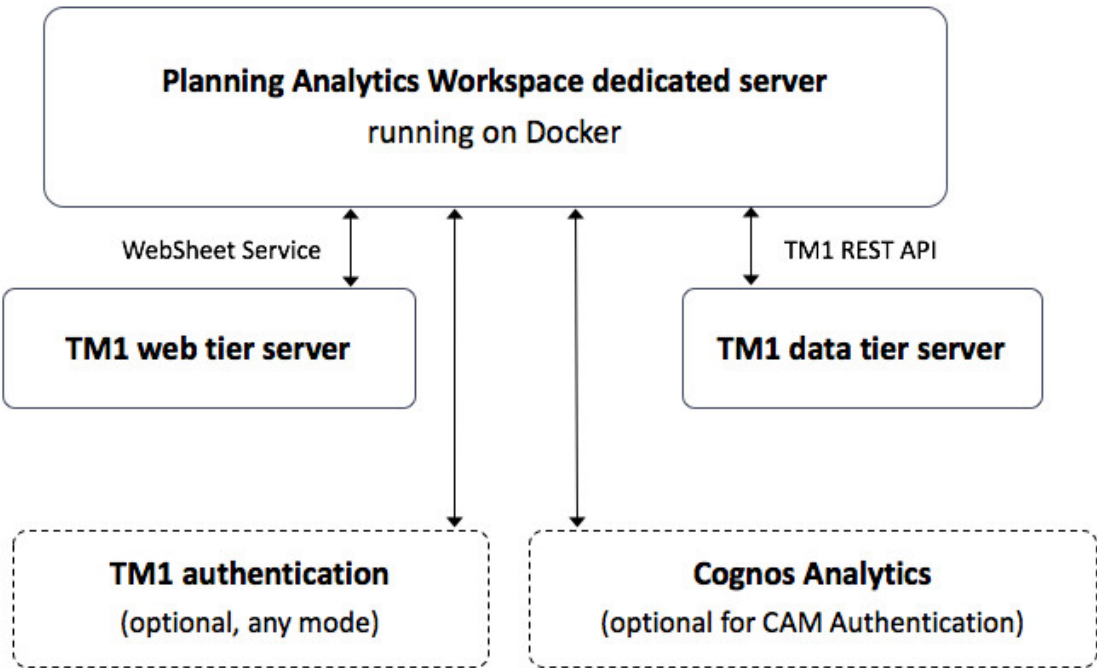 Planning Analytics Workspace dedicated server
running on Docker
WebSheet Service
TM1 REST API
TM1 web tier server
TM1 data tier server
TM1 authentication
(optional, any mode)
Cognos Analytics
(optional for CAM Authentication)